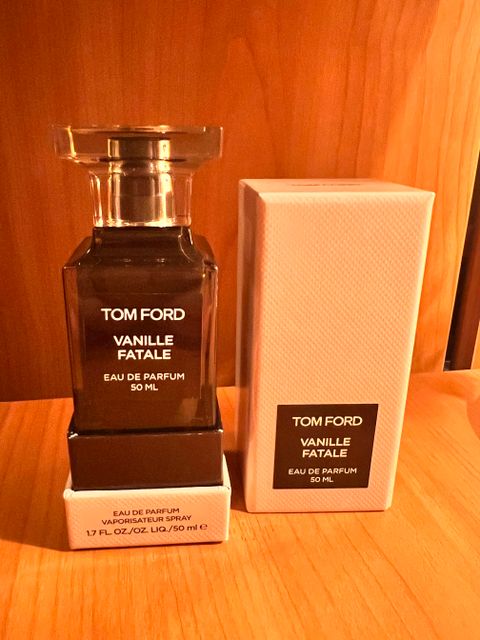 TOM FORD
VANILLE
FATALE
EAU DE PARFUM
50 ML
EAU DE PARFUM
VAPORISATEUR SPRAY
1.7 FL. OZ./OZ. LIQ./50 ml e
TOM FORD
VANILLE
FATALE
EAU DE PARFUM
50 ML